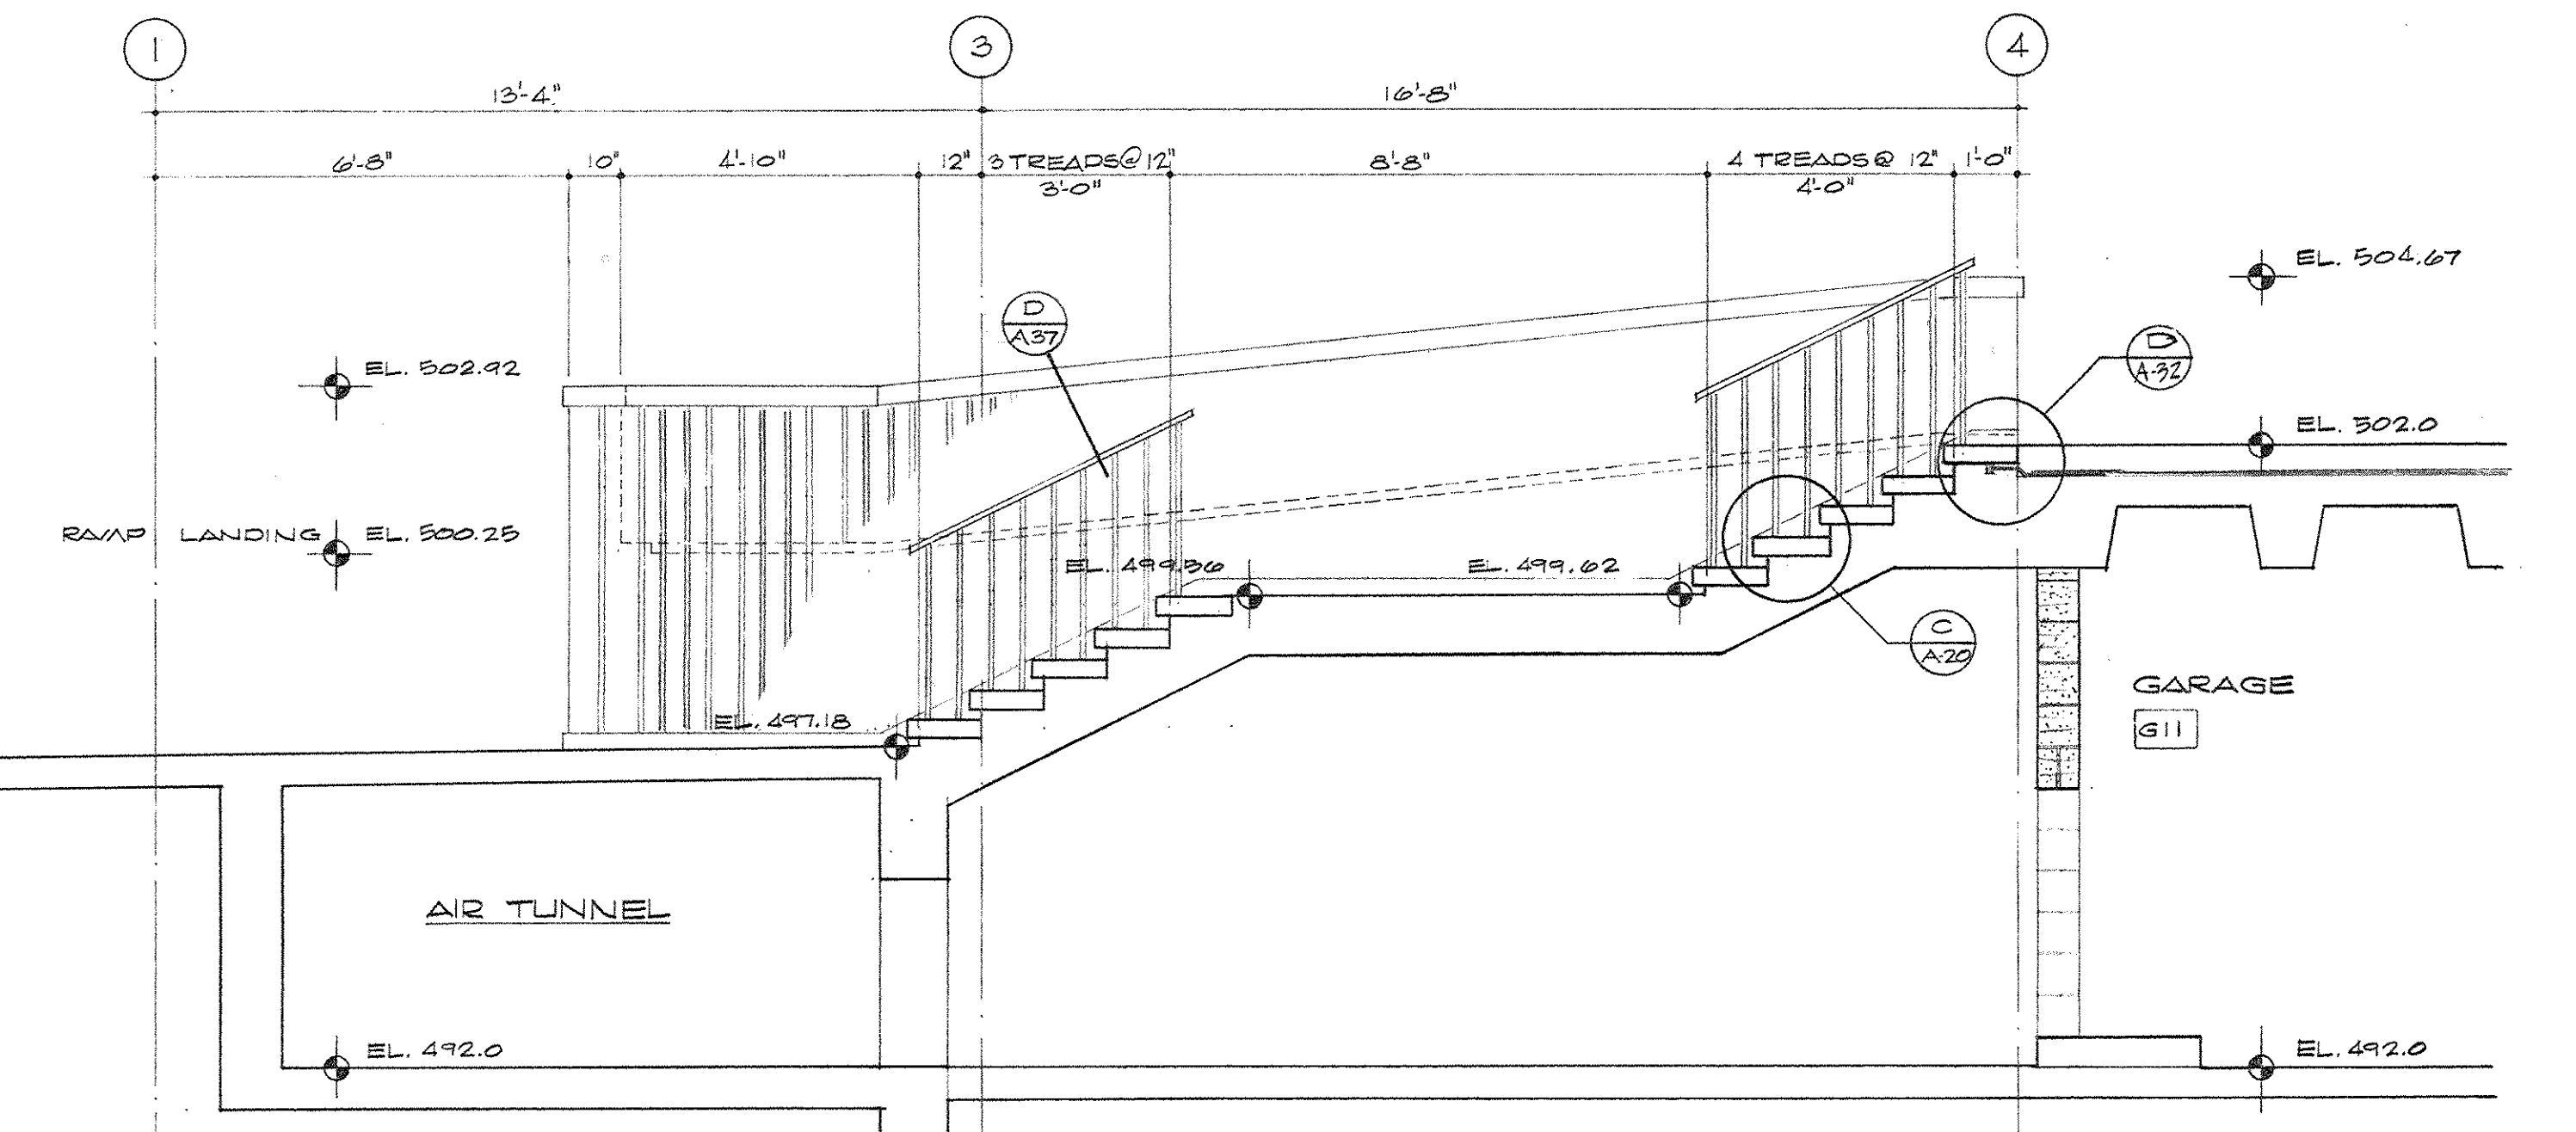 1 3 4
13'-4" 16'-8"
6'-8" 10" 4'-10" 12" 3 TREADS@12" 8'-8" 4 TREADS@ 12" 1'-0"
3'-0" 4'-0"
EL. 504.67
D
A37
D
A-32
EL. 502.92
EL. 502.0
RAMP LANDING EL. 500.25
EL. 499.56 EL. 499.62
C
A-20
GARAGE
G11
EL. 497.18
AIR TUNNEL
EL. 492.0 EL. 492.0